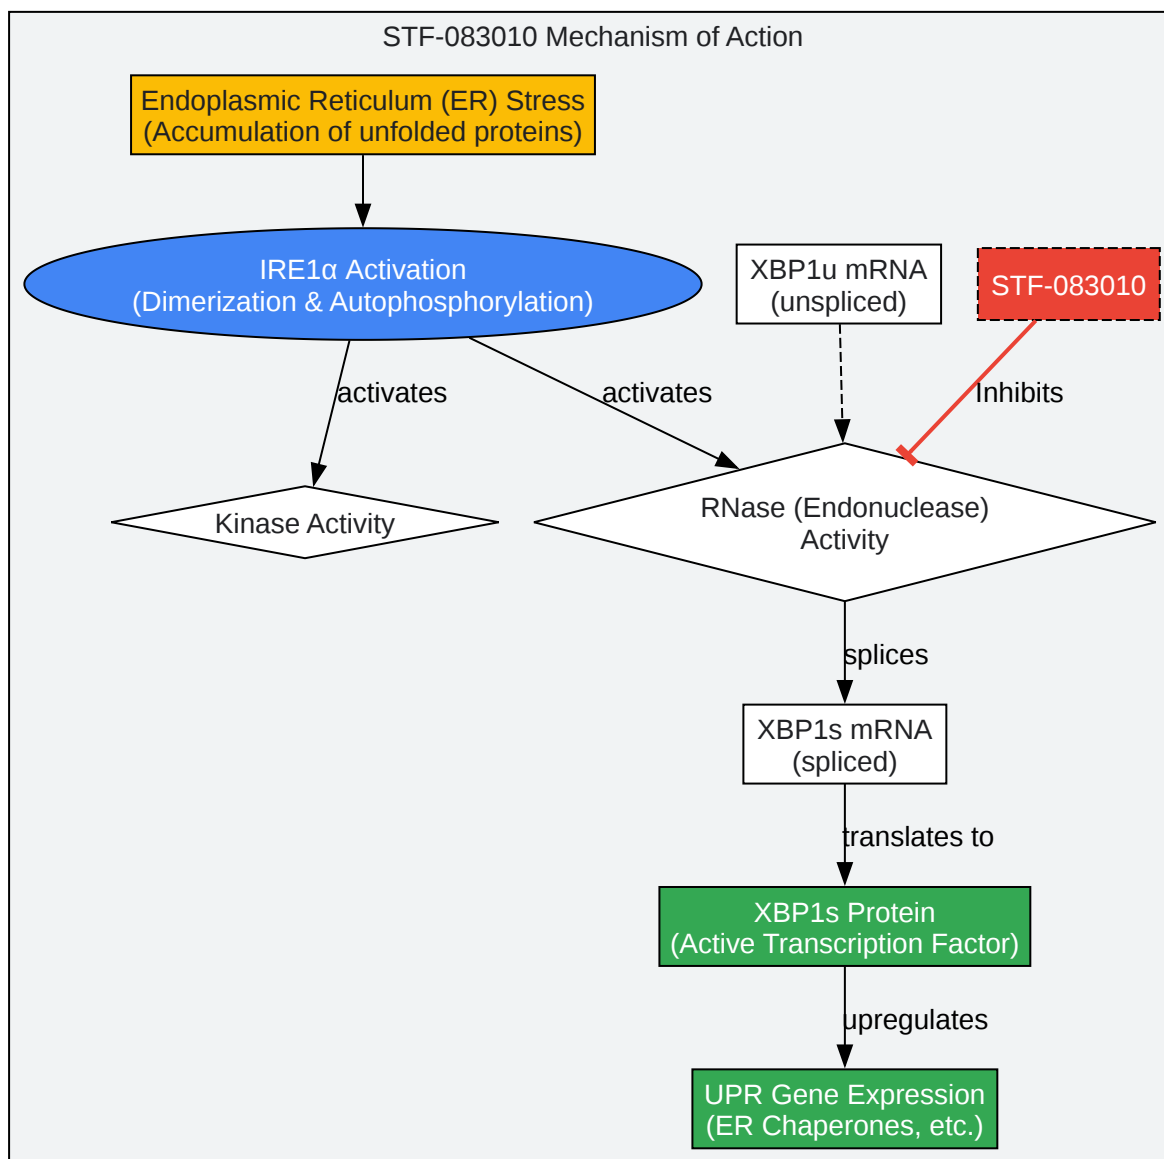 STF-083010 Mechanism of Action
Endoplasmic Reticulum (ER) Stress
(Accumulation of unfolded proteins)
IRE1α Activation
(Dimerization & Autophosphorylation)
XBP1u mRNA
(unspliced)
STF-083010
activates
activates
Inhibits
Kinase Activity
RNase (Endonuclease)
Activity
splices
XBP1s mRNA
(spliced)
translates to
XBP1s Protein
(Active Transcription Factor)
upregulates
UPR Gene Expression
(ER Chaperones, etc.)